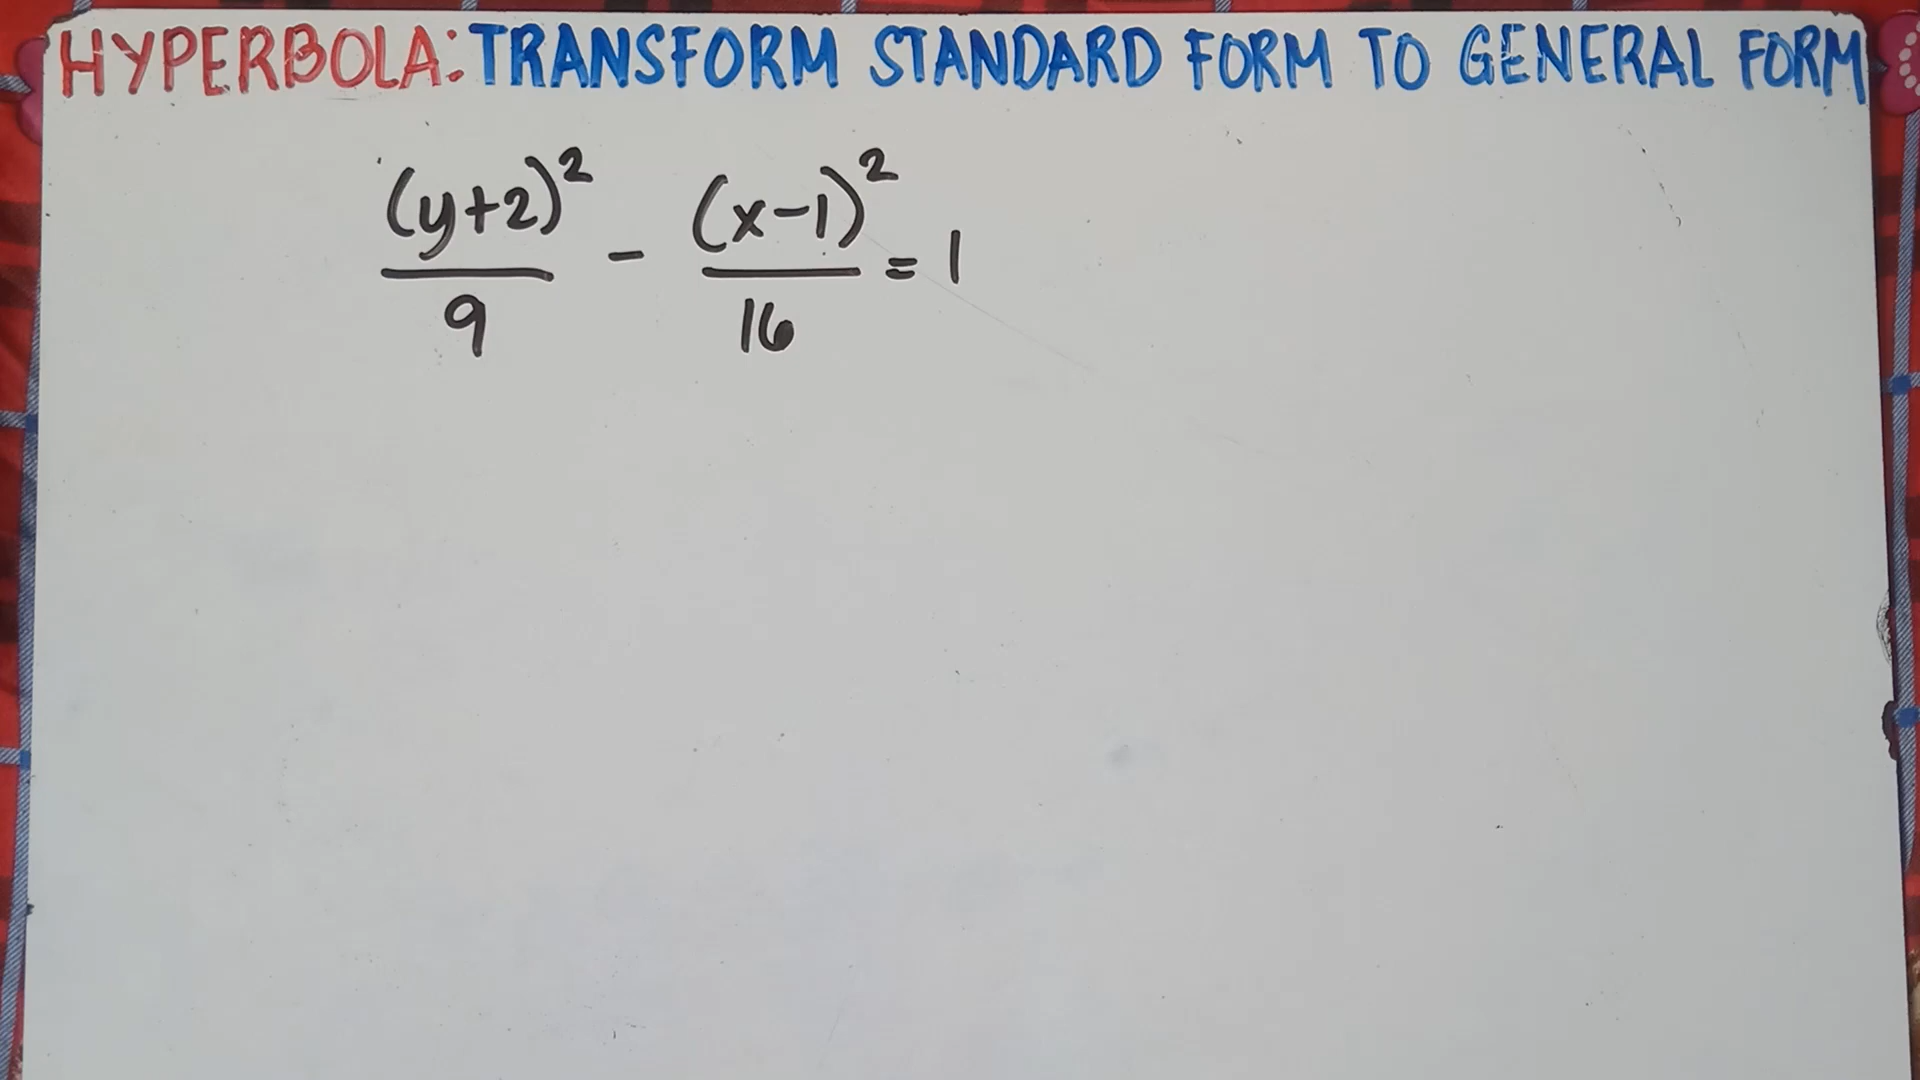 HYPERBOLA: TRANSFORM STANDARD FORM TO GENERAL FORM
(y+2)²/9 - (x-1)²/16 = 1